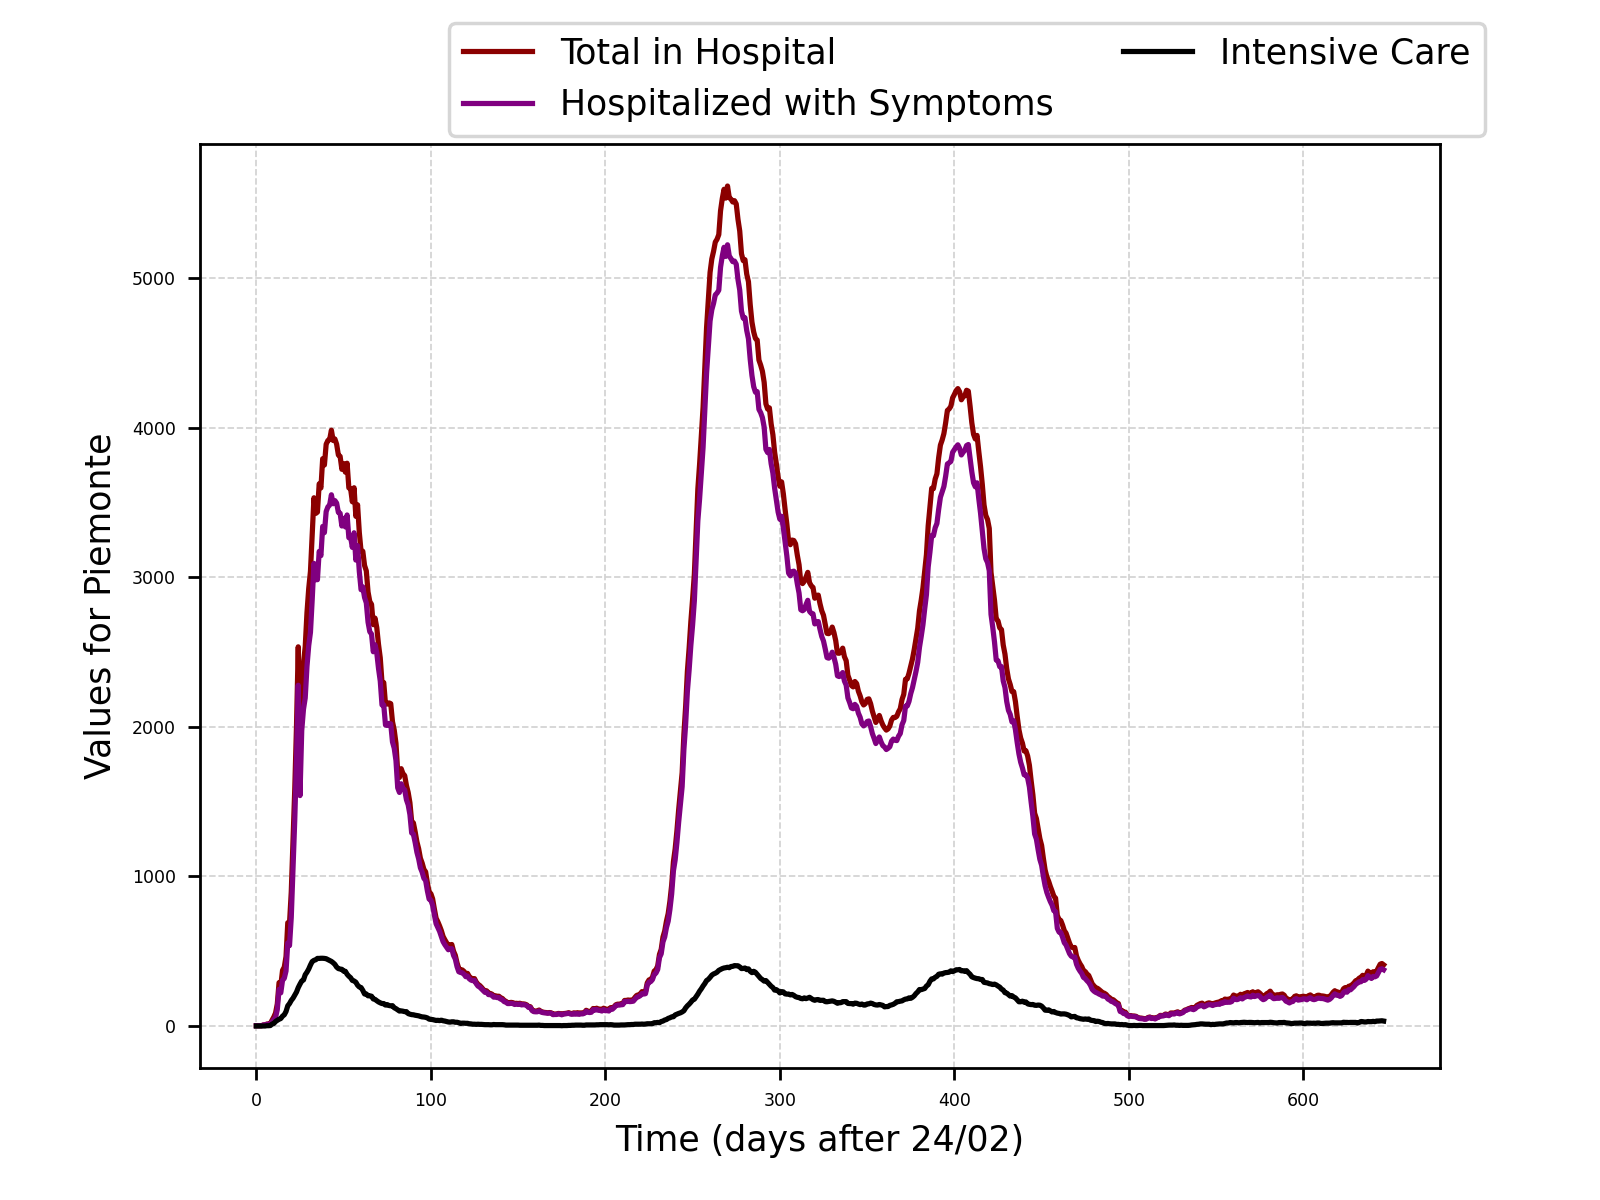 Total in Hospital
Hospitalized with Symptoms
Intensive Care
Values for Piemonte
5000
4000
3000
2000
1000
0
0 100 200 300 400 500 600
Time (days after 24/02)